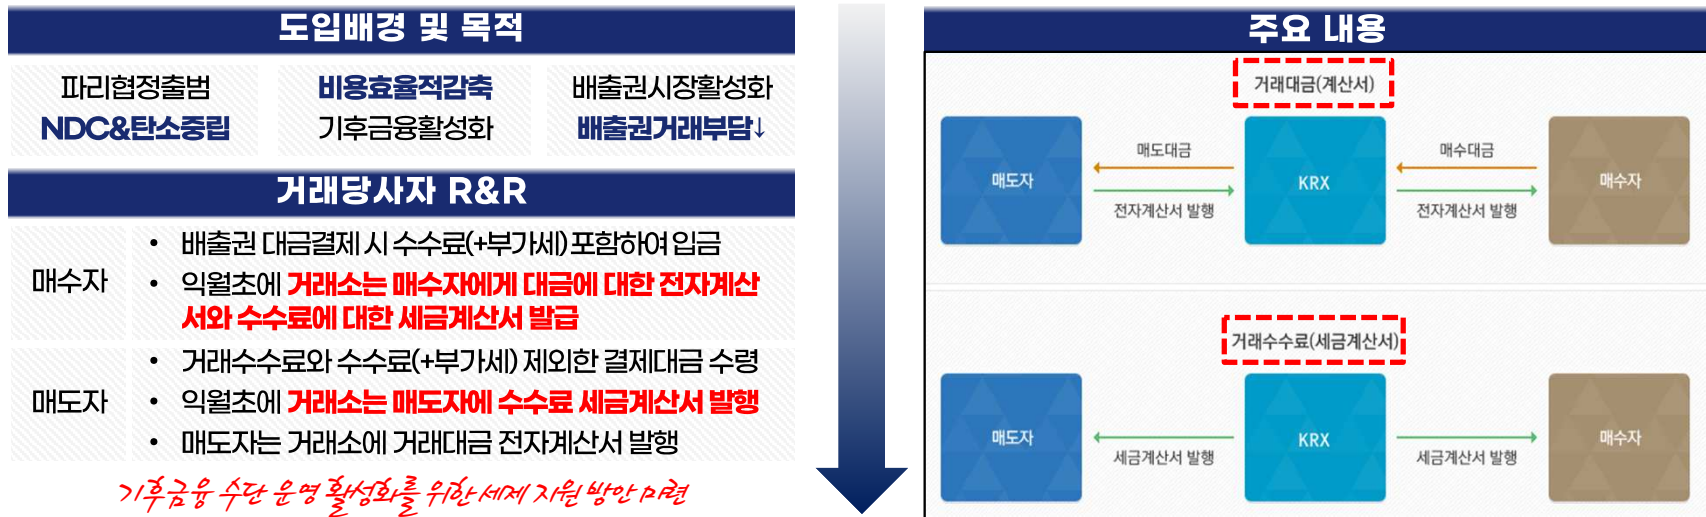 도입배경 및 목적
파리협정출범
NDC&탄소중립
비용효율적감축
기후금융활성화
배출권시장활성화
배출권거래부담↓
거래당사자 R&R
매수자
• 배출권 대금결제 시 수수료(+부가세) 포함하여 입금
• 익월초에 거래소는 매수자에게 대금에 대한 전자계산
서와 수수료에 대한 세금계산서 발급
매도자
• 거래수수료와 수수료(+부가세) 제외한 결제대금 수령
• 익월초에 거래소는 매도자에 수수료 세금계산서 발행
• 매도자는 거래소에 거래대금 전자계산서 발행
기후금융 수단 운영 활성화를 위한 세제 지원 방안 마련
주요 내용
거래대금(계산서)
매도자
매도대금
전자계산서 발행
KRX
매수대금
전자계산서 발행
매수자
거래수수료(세금계산서)
매도자
세금계산서 발행
KRX
세금계산서 발행
매수자